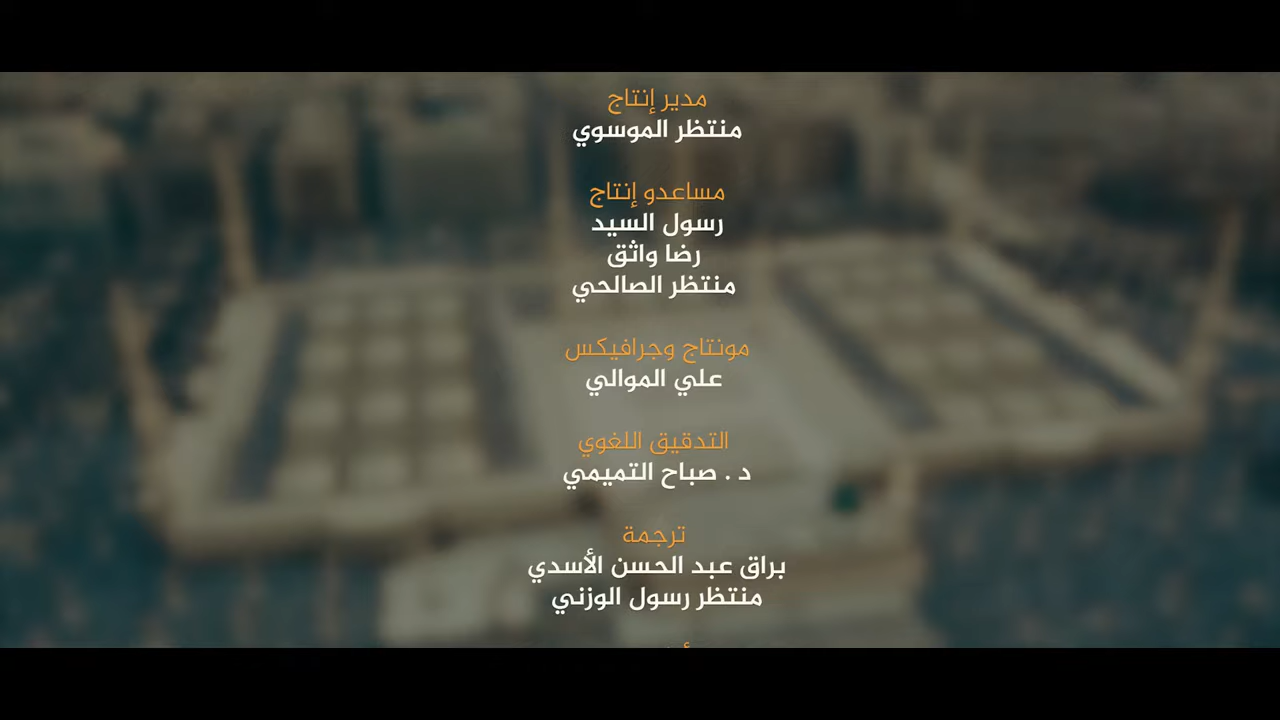 مدير إنتاج
منتظر الموسوي
مساعدو إنتاج
رسول السيد
رضا واثق
منتظر الصالحي
مونتاج وجرافيكس
علي الموالي
التدقيق اللغوي
د . صباح التميمي
ترجمة
براق عبد الحسن الأسدي
منتظر رسول الوزني